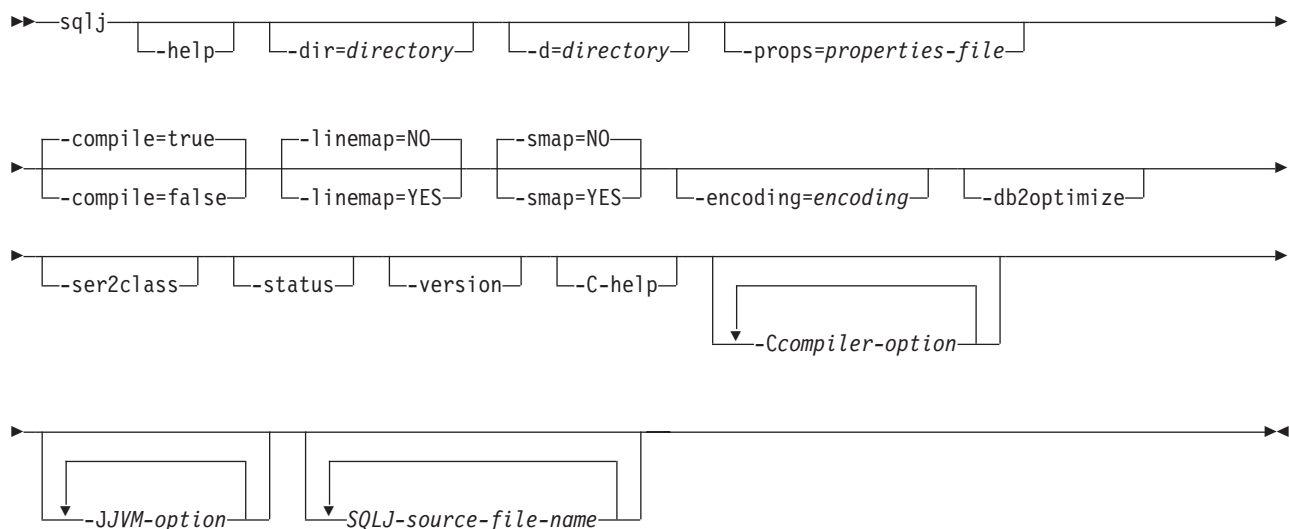 sqlj
-help -dir=directory -d=directory -props=properties-file
-compile=true -linemap=NO -smap=NO
-compile=false -linemap=YES -smap=YES -encoding=encoding -db2optimize
-ser2class -status -version -C-help
-Ccompiler-option
-JJVM-option SQLJ-source-file-name